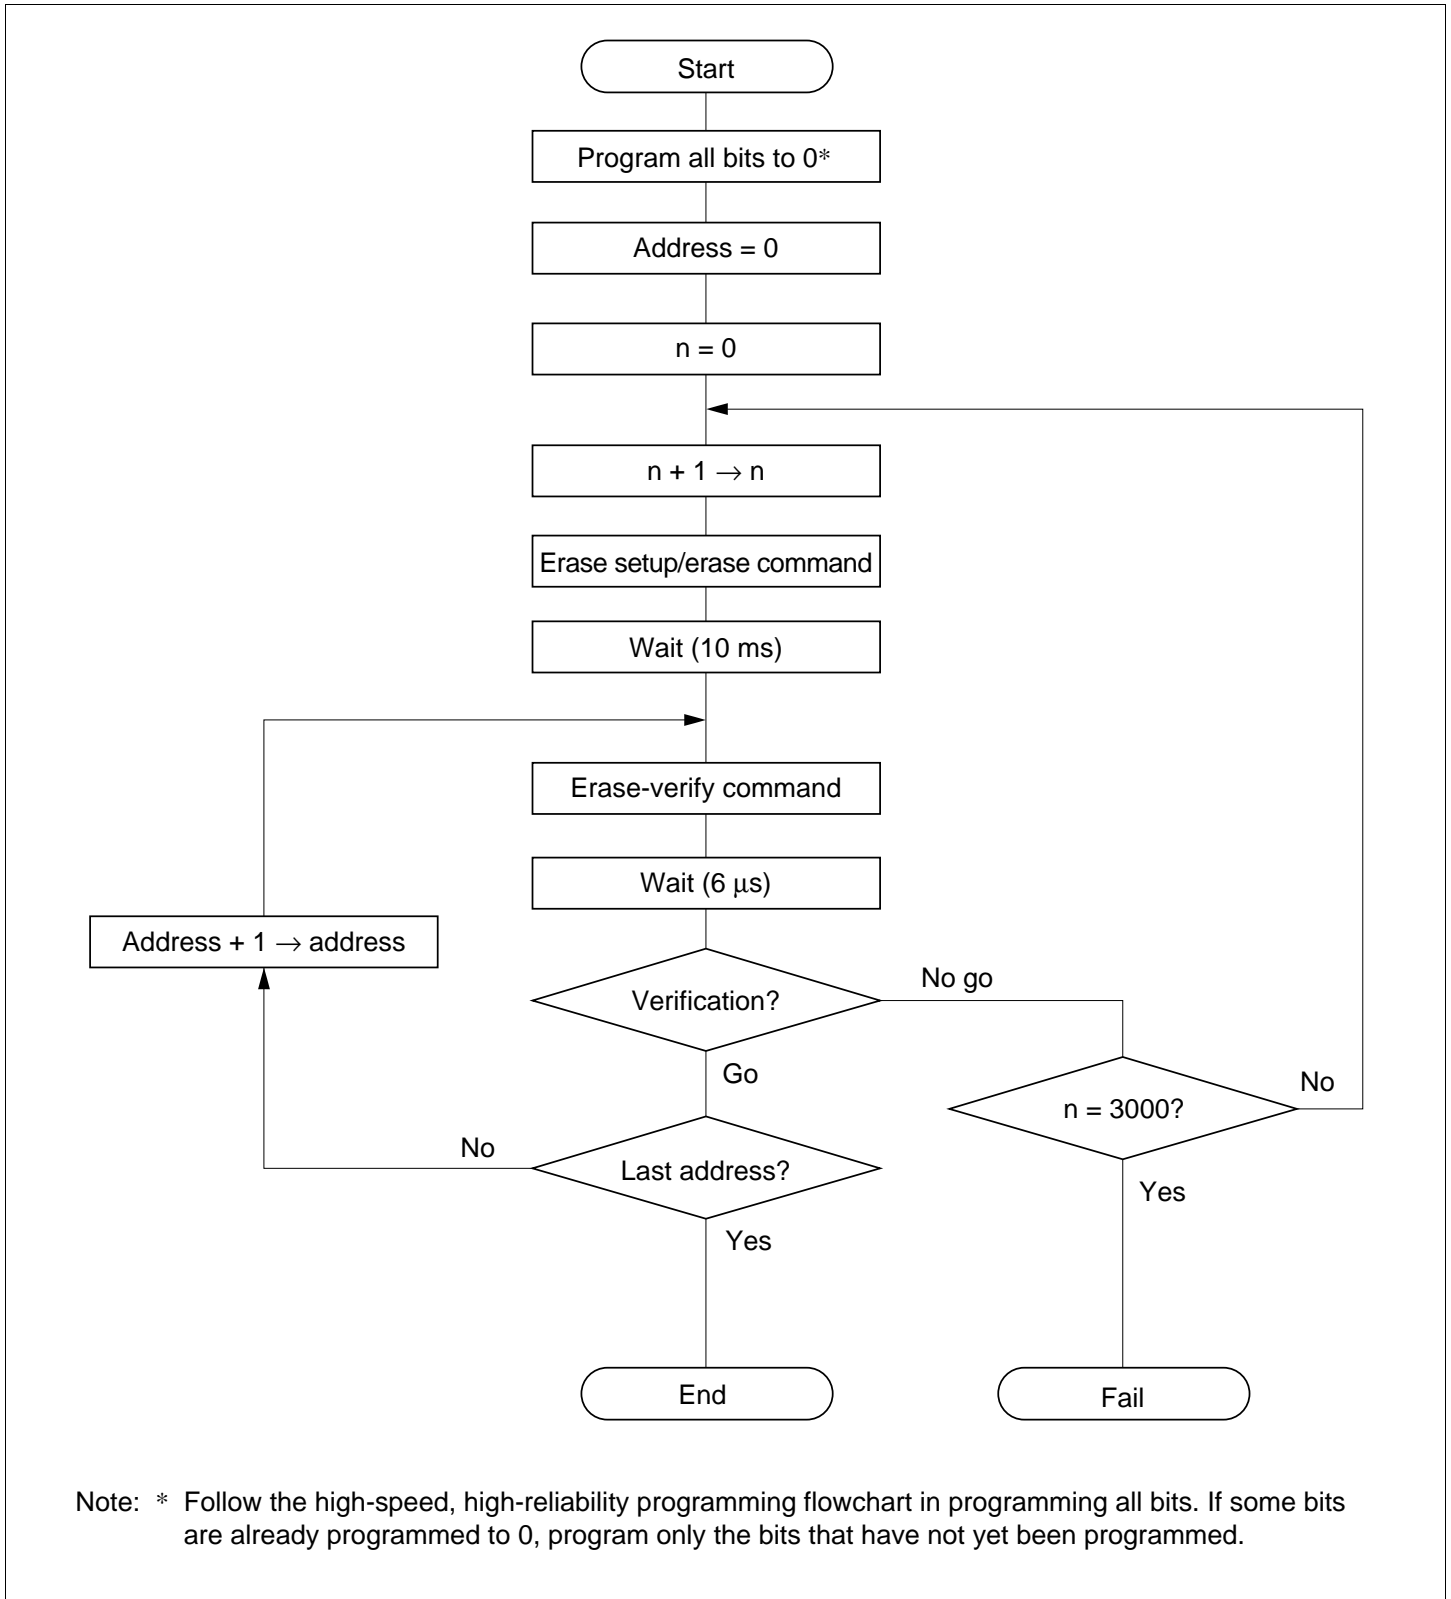 Start
Program all bits to 0*
Address = 0
n = 0
n + 1 → n
Erase setup/erase command
Wait (10 ms)
Erase-verify command
Wait (6 μs)
Address + 1 → address
Verification?
No go
Go
n = 3000?
No
No
Last address?
Yes
Yes
End
Fail
Note: * Follow the high-speed, high-reliability programming flowchart in programming all bits. If some bits
are already programmed to 0, program only the bits that have not yet been programmed.